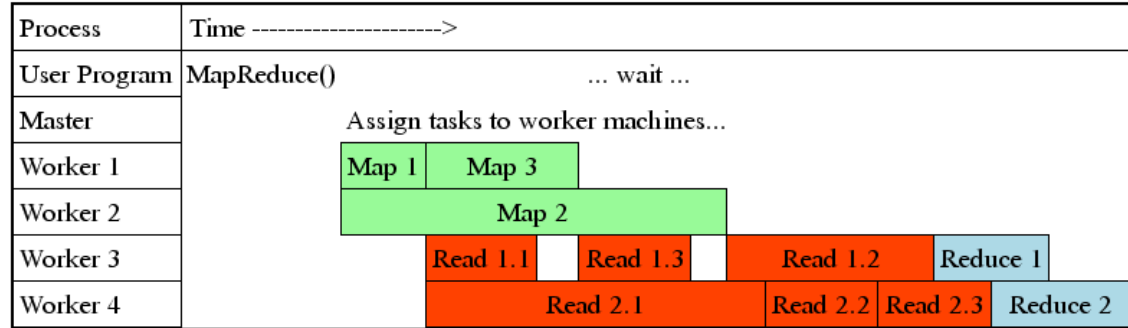 Process Time ---------------------->
User Program MapReduce() ... wait ...
Master Assign tasks to worker machines...
Worker 1 Map 1 Map 3
Worker 2 Map 2
Worker 3 Read 1.1 Read 1.3 Read 1.2 Reduce 1
Worker 4 Read 2.1 Read 2.2 Read 2.3 Reduce 2